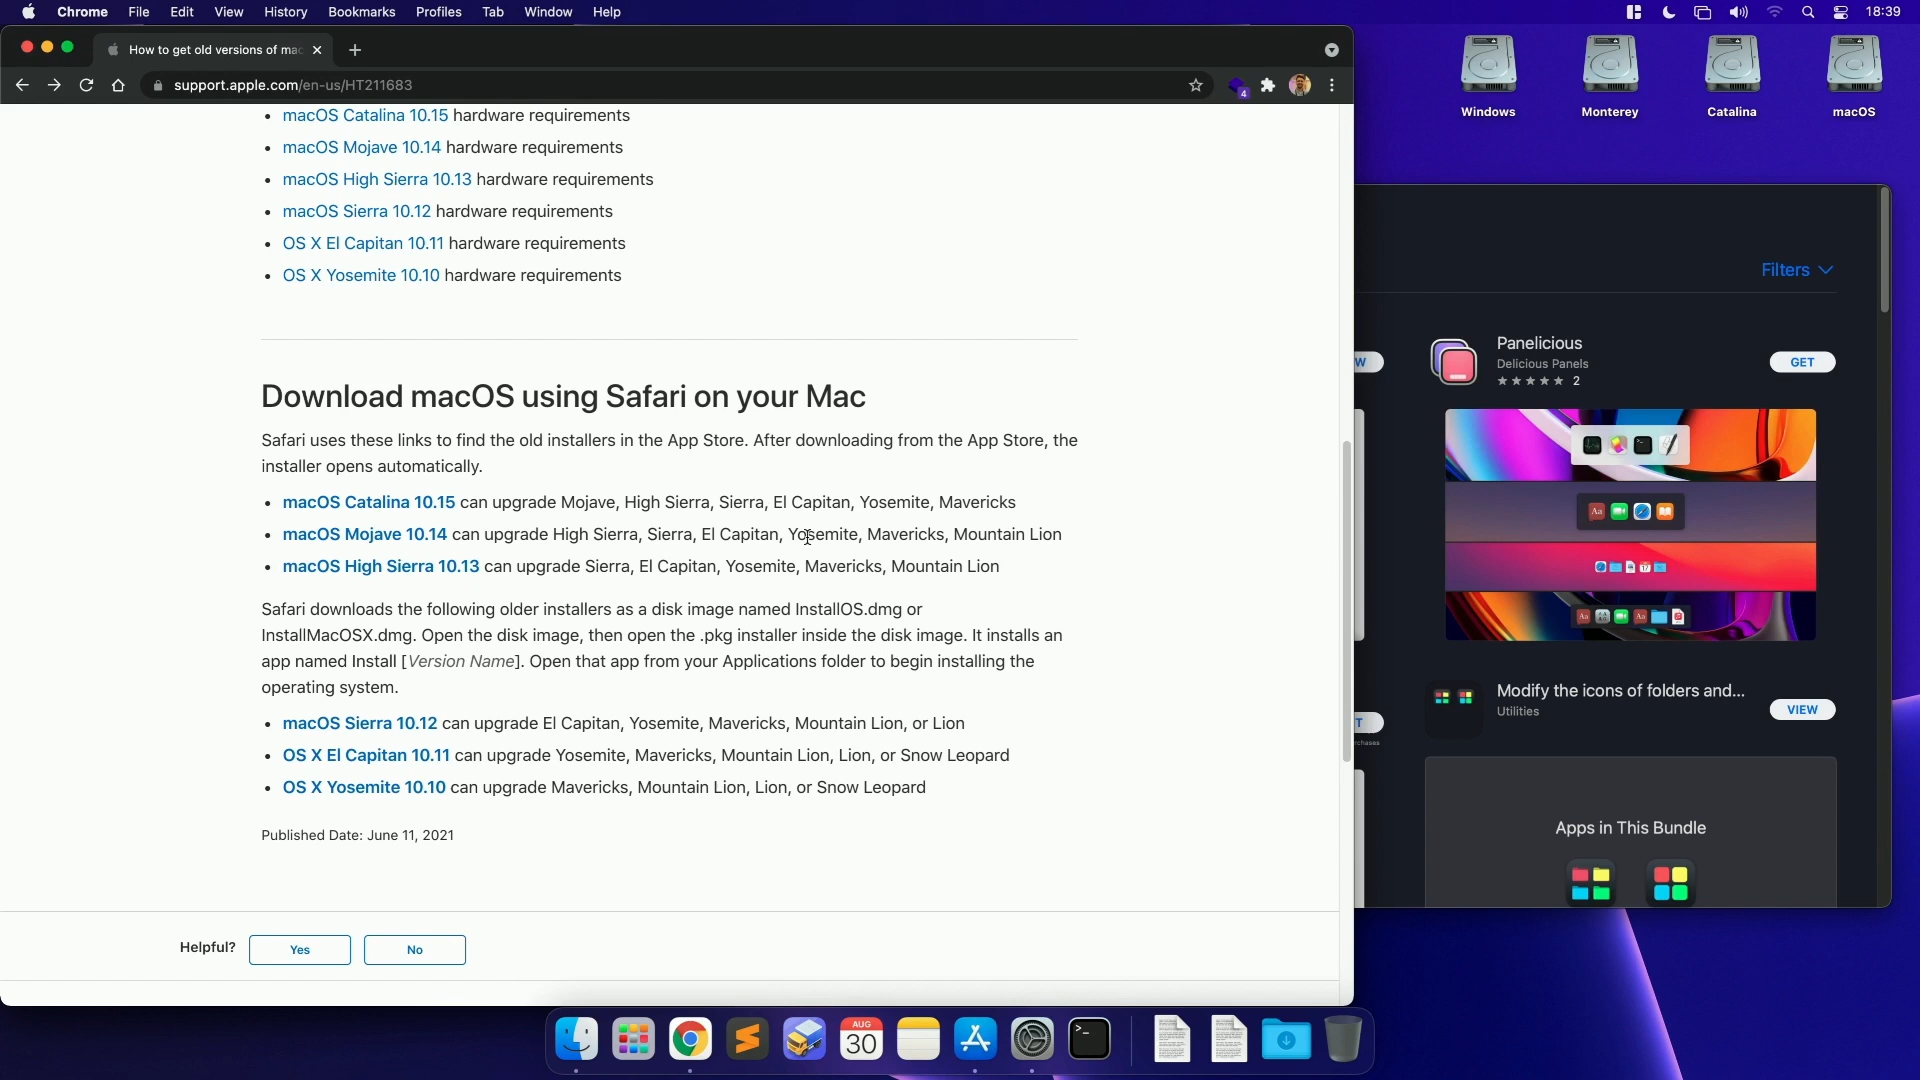 Chrome File Edit View History Bookmarks Profiles Tab Window Help 18:39
How to get old versions of mac
support.apple.com/en-us/HT211683
4
Windows Monterey Catalina macOS
macOS Catalina 10.15 hardware requirements
macOS Mojave 10.14 hardware requirements
macOS High Sierra 10.13 hardware requirements
macOS Sierra 10.12 hardware requirements
OS X El Capitan 10.11 hardware requirements
OS X Yosemite 10.10 hardware requirements
Download macOS using Safari on your Mac
Safari uses these links to find the old installers in the App Store. After downloading from the App Store, the
installer opens automatically.
macOS Catalina 10.15 can upgrade Mojave, High Sierra, Sierra, El Capitan, Yosemite, Mavericks
macOS Mojave 10.14 can upgrade High Sierra, Sierra, El Capitan, Yosemite, Mavericks, Mountain Lion
macOS High Sierra 10.13 can upgrade Sierra, El Capitan, Yosemite, Mavericks, Mountain Lion
Safari downloads the following older installers as a disk image named InstallOS.dmg or
InstallMacOSX.dmg. Open the disk image, then open the .pkg installer inside the disk image. It installs an
app named Install [Version Name]. Open that app from your Applications folder to begin installing the
operating system.
macOS Sierra 10.12 can upgrade El Capitan, Yosemite, Mavericks, Mountain Lion, or Lion
OS X El Capitan 10.11 can upgrade Yosemite, Mavericks, Mountain Lion, Lion, or Snow Leopard
OS X Yosemite 10.10 can upgrade Mavericks, Mountain Lion, Lion, or Snow Leopard
Published Date: June 11, 2021
Helpful? Yes No
Filters
W
Panelicious
Delicious Panels
2
GET
Modify the icons of folders and...
Utilities
VIEW
T
chases
Apps in This Bundle
AUG
30